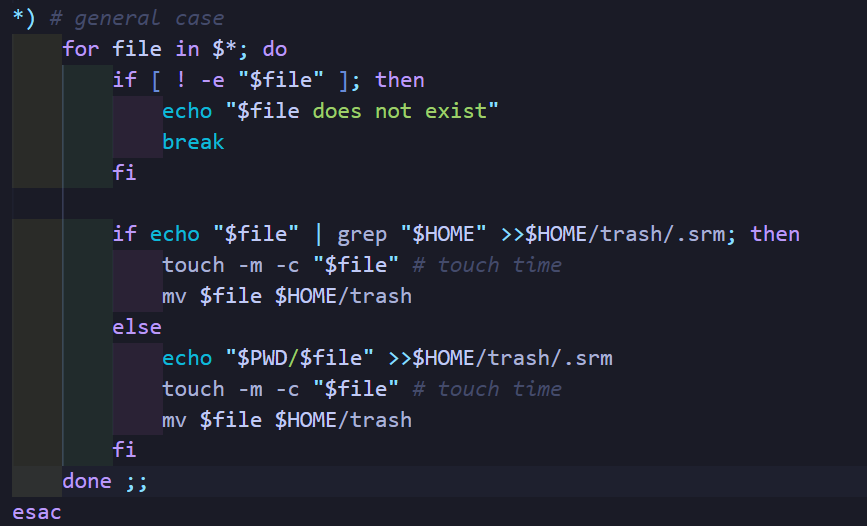 *) # general case
for file in $*; do
if [ ! -e "$file" ]; then
echo "$file does not exist"
break
fi
if echo "$file" | grep "$HOME" >>$HOME/trash/.srm; then
touch -m -c "$file" # touch time
mv $file $HOME/trash
else
echo "$PWD/$file" >>$HOME/trash/.srm
touch -m -c "$file" # touch time
mv $file $HOME/trash
fi
done ;;
esac